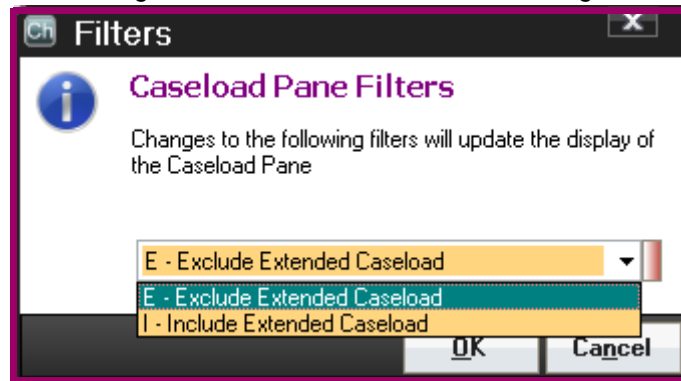 Ch Filters X
Caseload Pane Filters
Changes to the following filters will update the display of
the Caseload Pane
E - Exclude Extended Caseload
E - Exclude Extended Caseload
I - Include Extended Caseload
OK Cancel